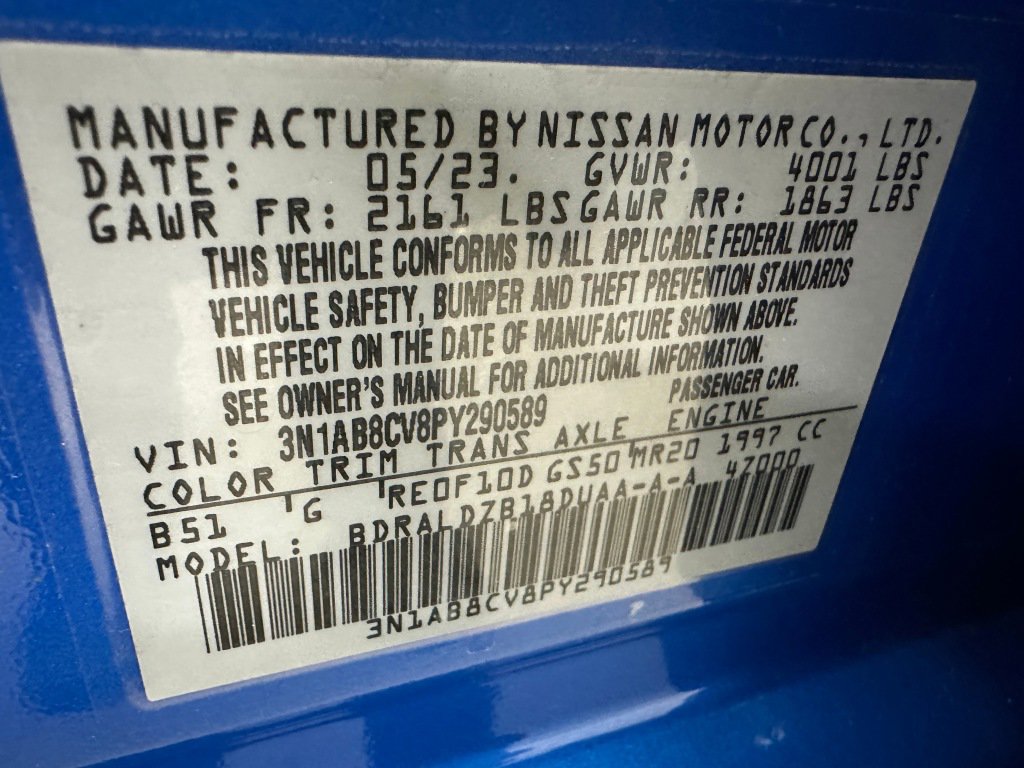 MANUFACTURED BY NISSAN MOTOR CO., LTD.
DATE: 05/23. GVWR: 4001 LBS
GAWR FR: 2161 LBS GAWR RR: 1863 LBS
THIS VEHICLE CONFORMS TO ALL APPLICABLE FEDERAL MOTOR
VEHICLE SAFETY, BUMPER AND THEFT PREVENTION STANDARDS
IN EFFECT ON THE DATE OF MANUFACTURE SHOWN ABOVE.
SEE OWNER'S MANUAL FOR ADDITIONAL INFORMATION.
PASSENGER CAR.
VIN: 3N1AB8CV8PY290589
COLOR TRIM TRANS AXLE ENGINE
B51 G RE0F10D GS50 MR20 1997 CC
MODEL: BDRALDZB18DUAA-A-A 47000
3N1AB8CV8PY290589